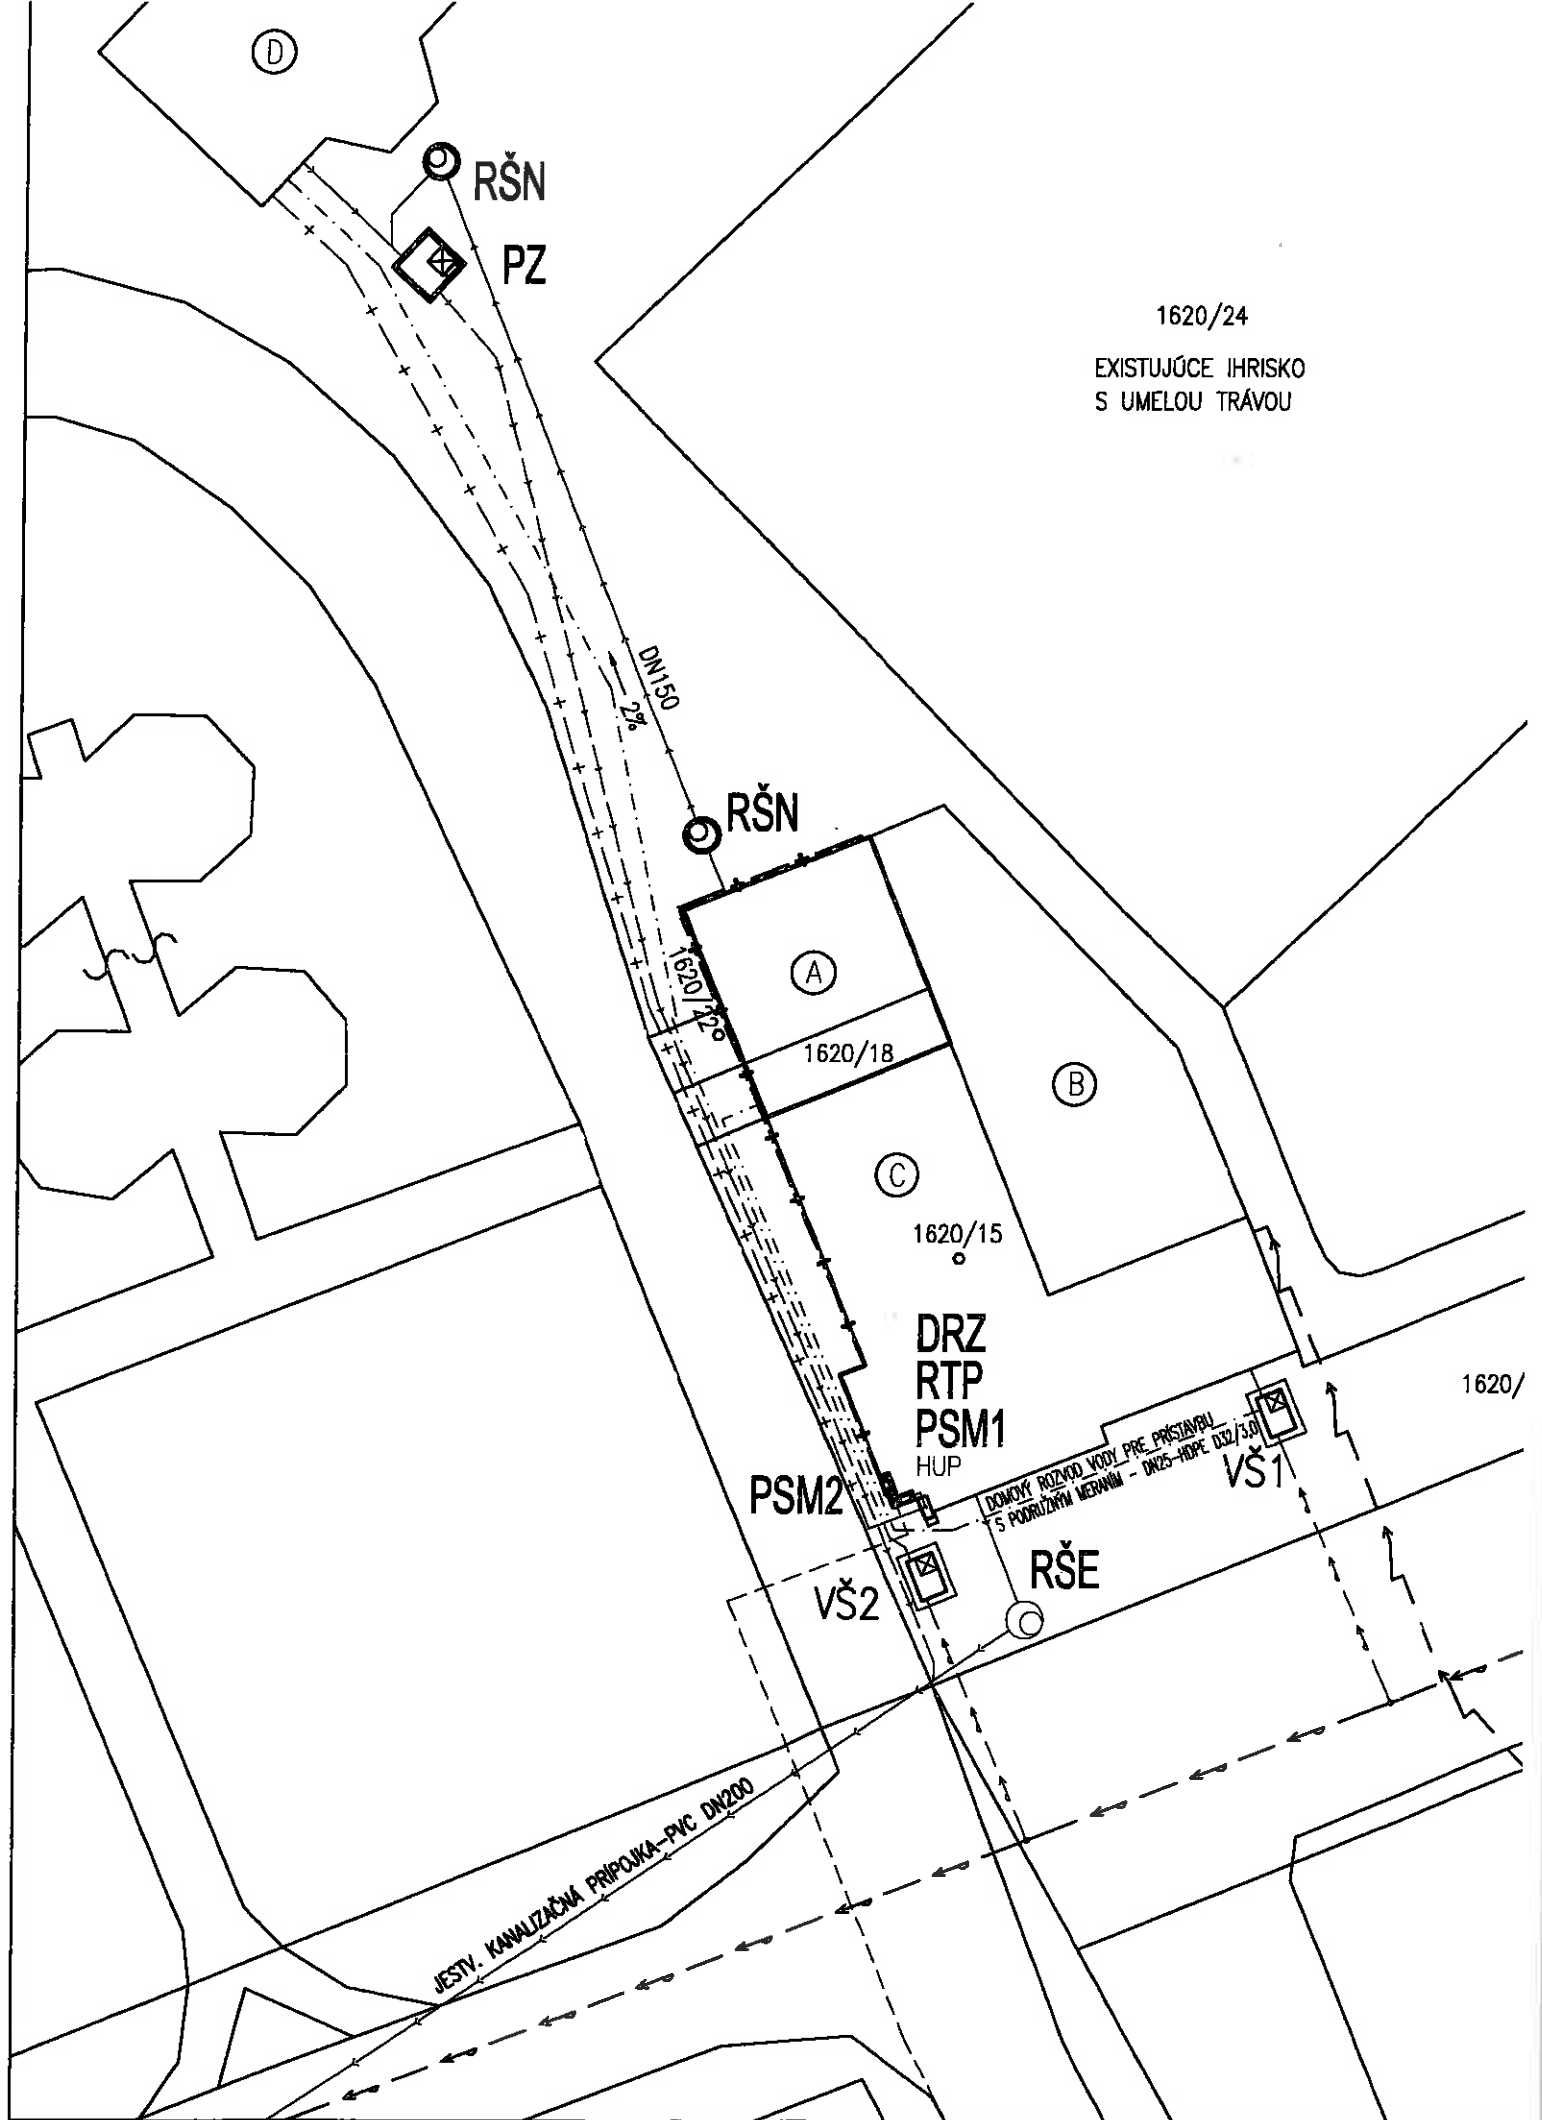 D
RŠN
PZ
1620/24
EXISTUJÚCE IHRISKO
S UMELOU TRÁVOU
DN150
2%
RŠN
1620/22
A
1620/18
B
C
1620/15
DRZ
RTP
PSM1
HUP
1620/
PSM2
DOMOVÝ ROZVOD VODY PRE PRÍSTAVBU
S PODRUŽNÝM MERANÍM - DN25-HDPE D32/3,0
VŠ1
RŠE
VŠ2
JESTV. KANALIZAČNÁ PRÍPOJKA-PVC DN200